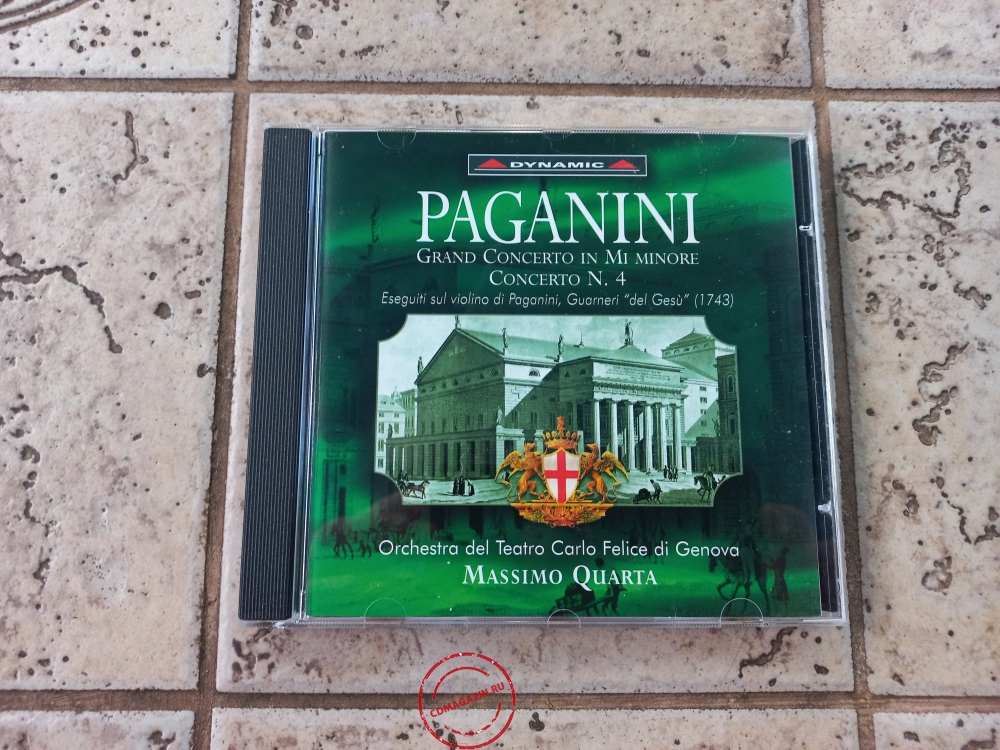 DYNAMIC
PAGANINI
GRAND CONCERTO IN MI MINORE
CONCERTO N. 4
Eseguiti sul violino di Paganini, Guarneri "del Gesù" (1743)
Orchestra del Teatro Carlo Felice di Genova
MASSIMO QUARTA
CDMAGAZIN.RU